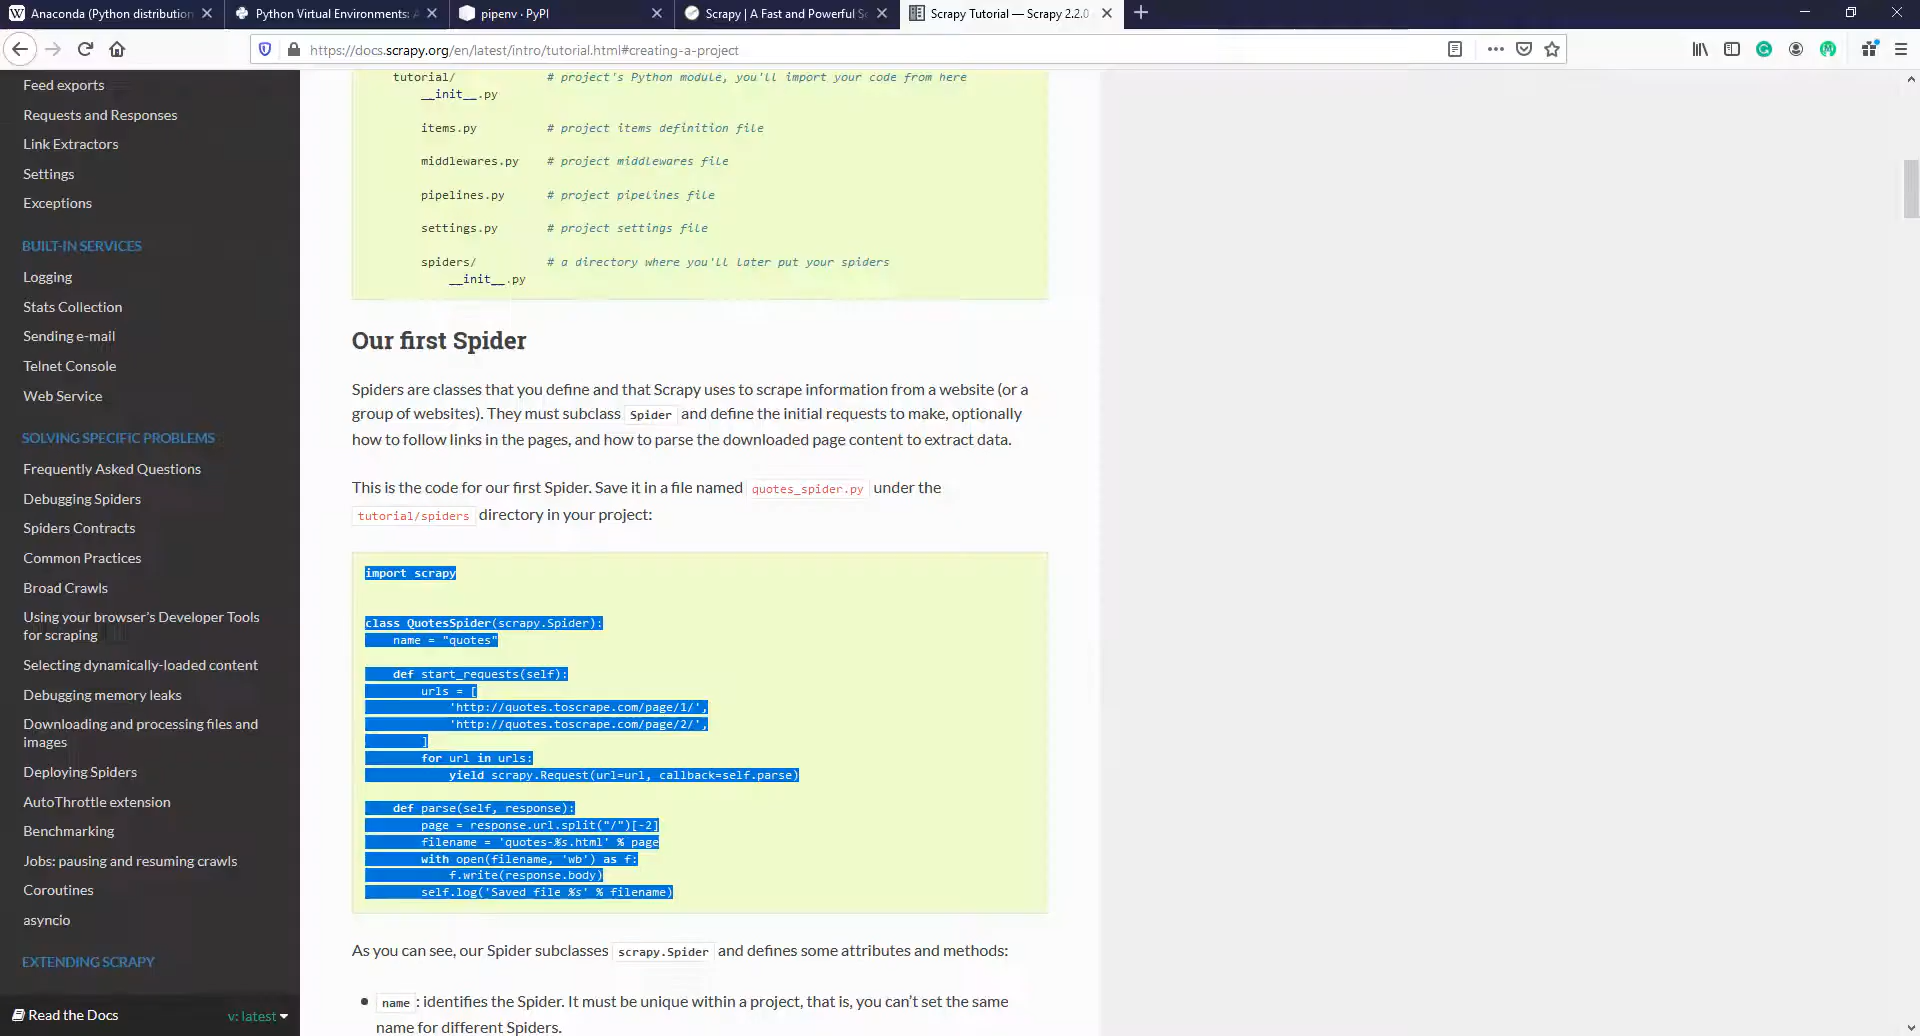 Anaconda (Python distribution
Python Virtual Environments: A
pipenv · PyPI
Scrapy | A Fast and Powerful Sc
Scrapy Tutorial — Scrapy 2.2.0
https://docs.scrapy.org/en/latest/intro/tutorial.html#creating-a-project
Feed exports
Requests and Responses
Link Extractors
Settings
Exceptions
BUILT-IN SERVICES
Logging
Stats Collection
Sending e-mail
Telnet Console
Web Service
SOLVING SPECIFIC PROBLEMS
Frequently Asked Questions
Debugging Spiders
Spiders Contracts
Common Practices
Broad Crawls
Using your browser's Developer Tools
for scraping
Selecting dynamically-loaded content
Debugging memory leaks
Downloading and processing files and
images
Deploying Spiders
AutoThrottle extension
Benchmarking
Jobs: pausing and resuming crawls
Coroutines
asyncio
EXTENDING SCRAPY
Read the Docs
v: latest
tutorial/ # project's Python module, you'll import your code from here
__init__.py
items.py # project items definition file
middlewares.py # project middlewares file
pipelines.py # project pipelines file
settings.py # project settings file
spiders/ # a directory where you'll later put your spiders
__init__.py
Our first Spider
Spiders are classes that you define and that Scrapy uses to scrape information from a website (or a
group of websites). They must subclass Spider and define the initial requests to make, optionally
how to follow links in the pages, and how to parse the downloaded page content to extract data.
This is the code for our first Spider. Save it in a file named quotes_spider.py under the
tutorial/spiders directory in your project:
import scrapy
class QuotesSpider(scrapy.Spider):
name = "quotes"
def start_requests(self):
urls = [
'http://quotes.toscrape.com/page/1/',
'http://quotes.toscrape.com/page/2/',
]
for url in urls:
yield scrapy.Request(url=url, callback=self.parse)
def parse(self, response):
page = response.url.split("/")[-2]
filename = 'quotes-%s.html' % page
with open(filename, 'wb') as f:
f.write(response.body)
self.log('Saved file %s' % filename)
As you can see, our Spider subclasses scrapy.Spider and defines some attributes and methods:
• name : identifies the Spider. It must be unique within a project, that is, you can't set the same
name for different Spiders.